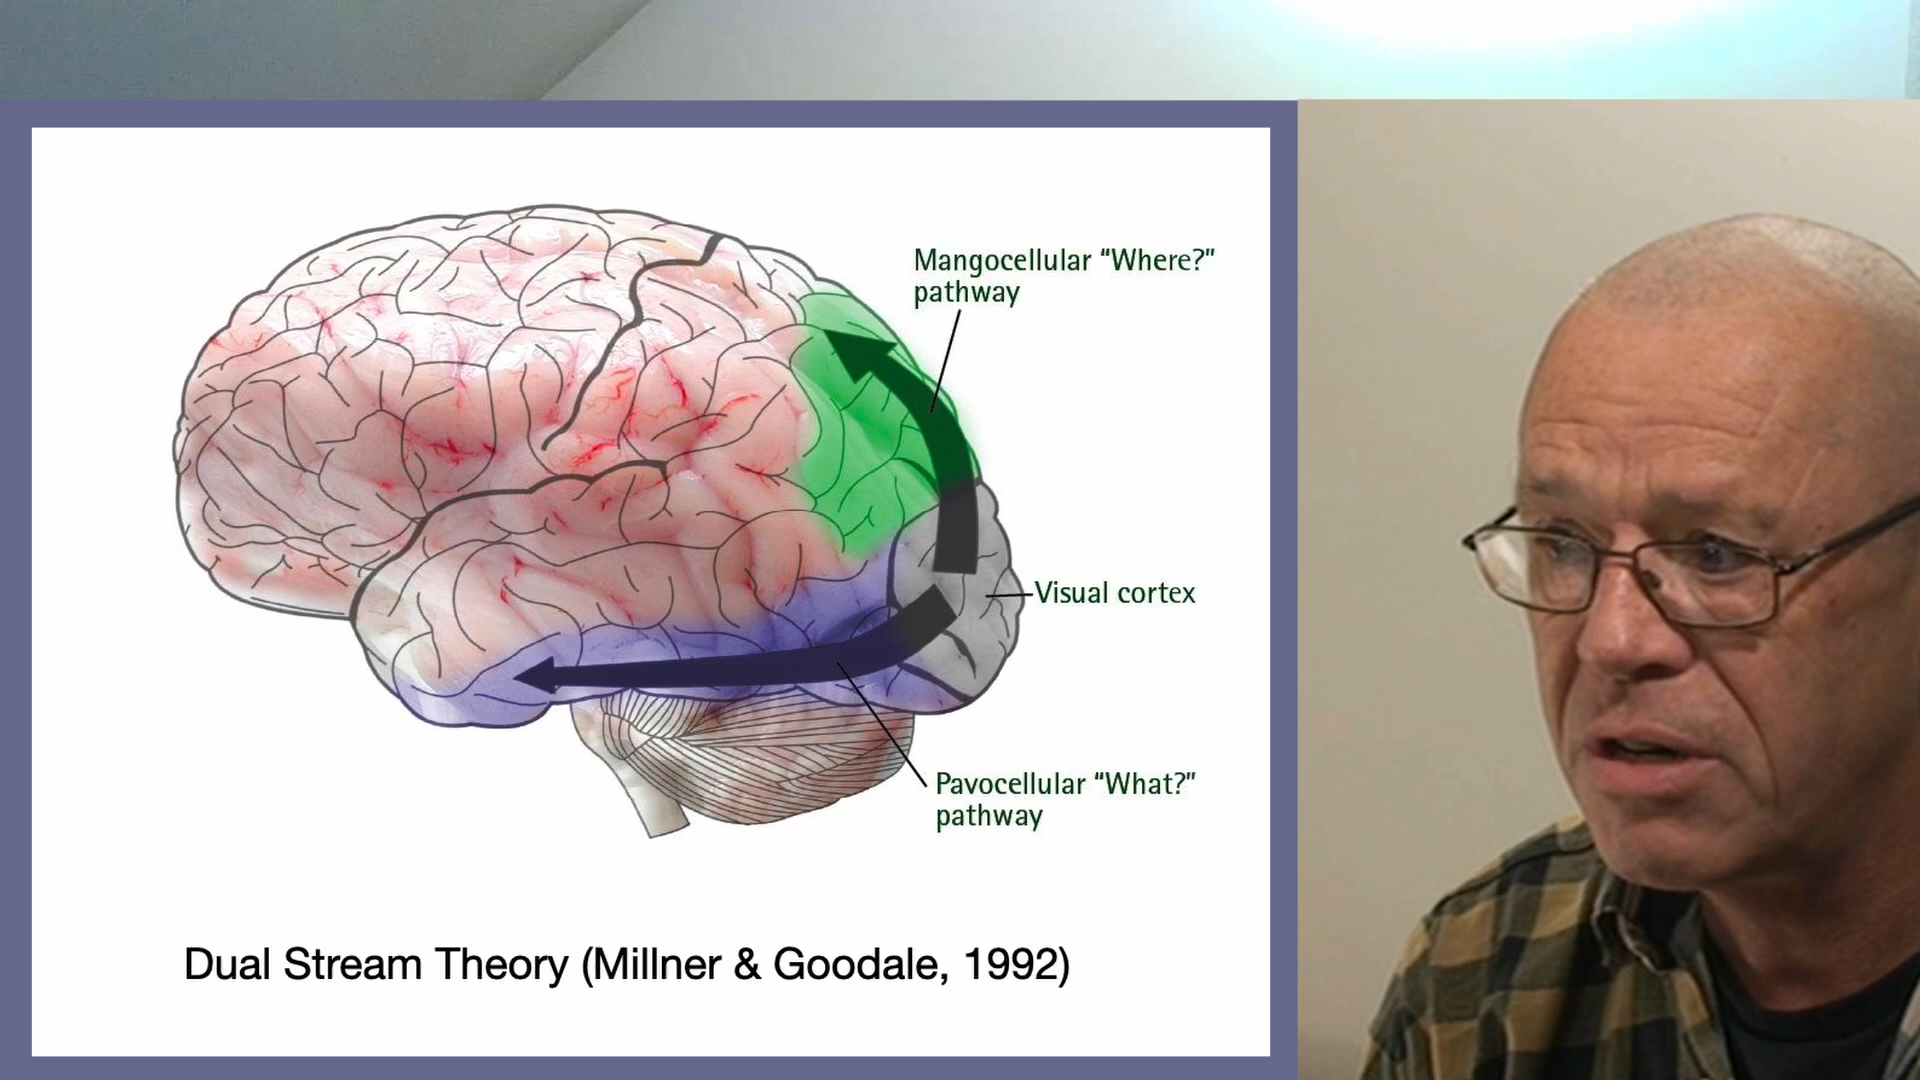 Mangocellular “Where?”
pathway
Visual cortex
Pavocellular “What?”
pathway
Dual Stream Theory (Millner & Goodale, 1992)